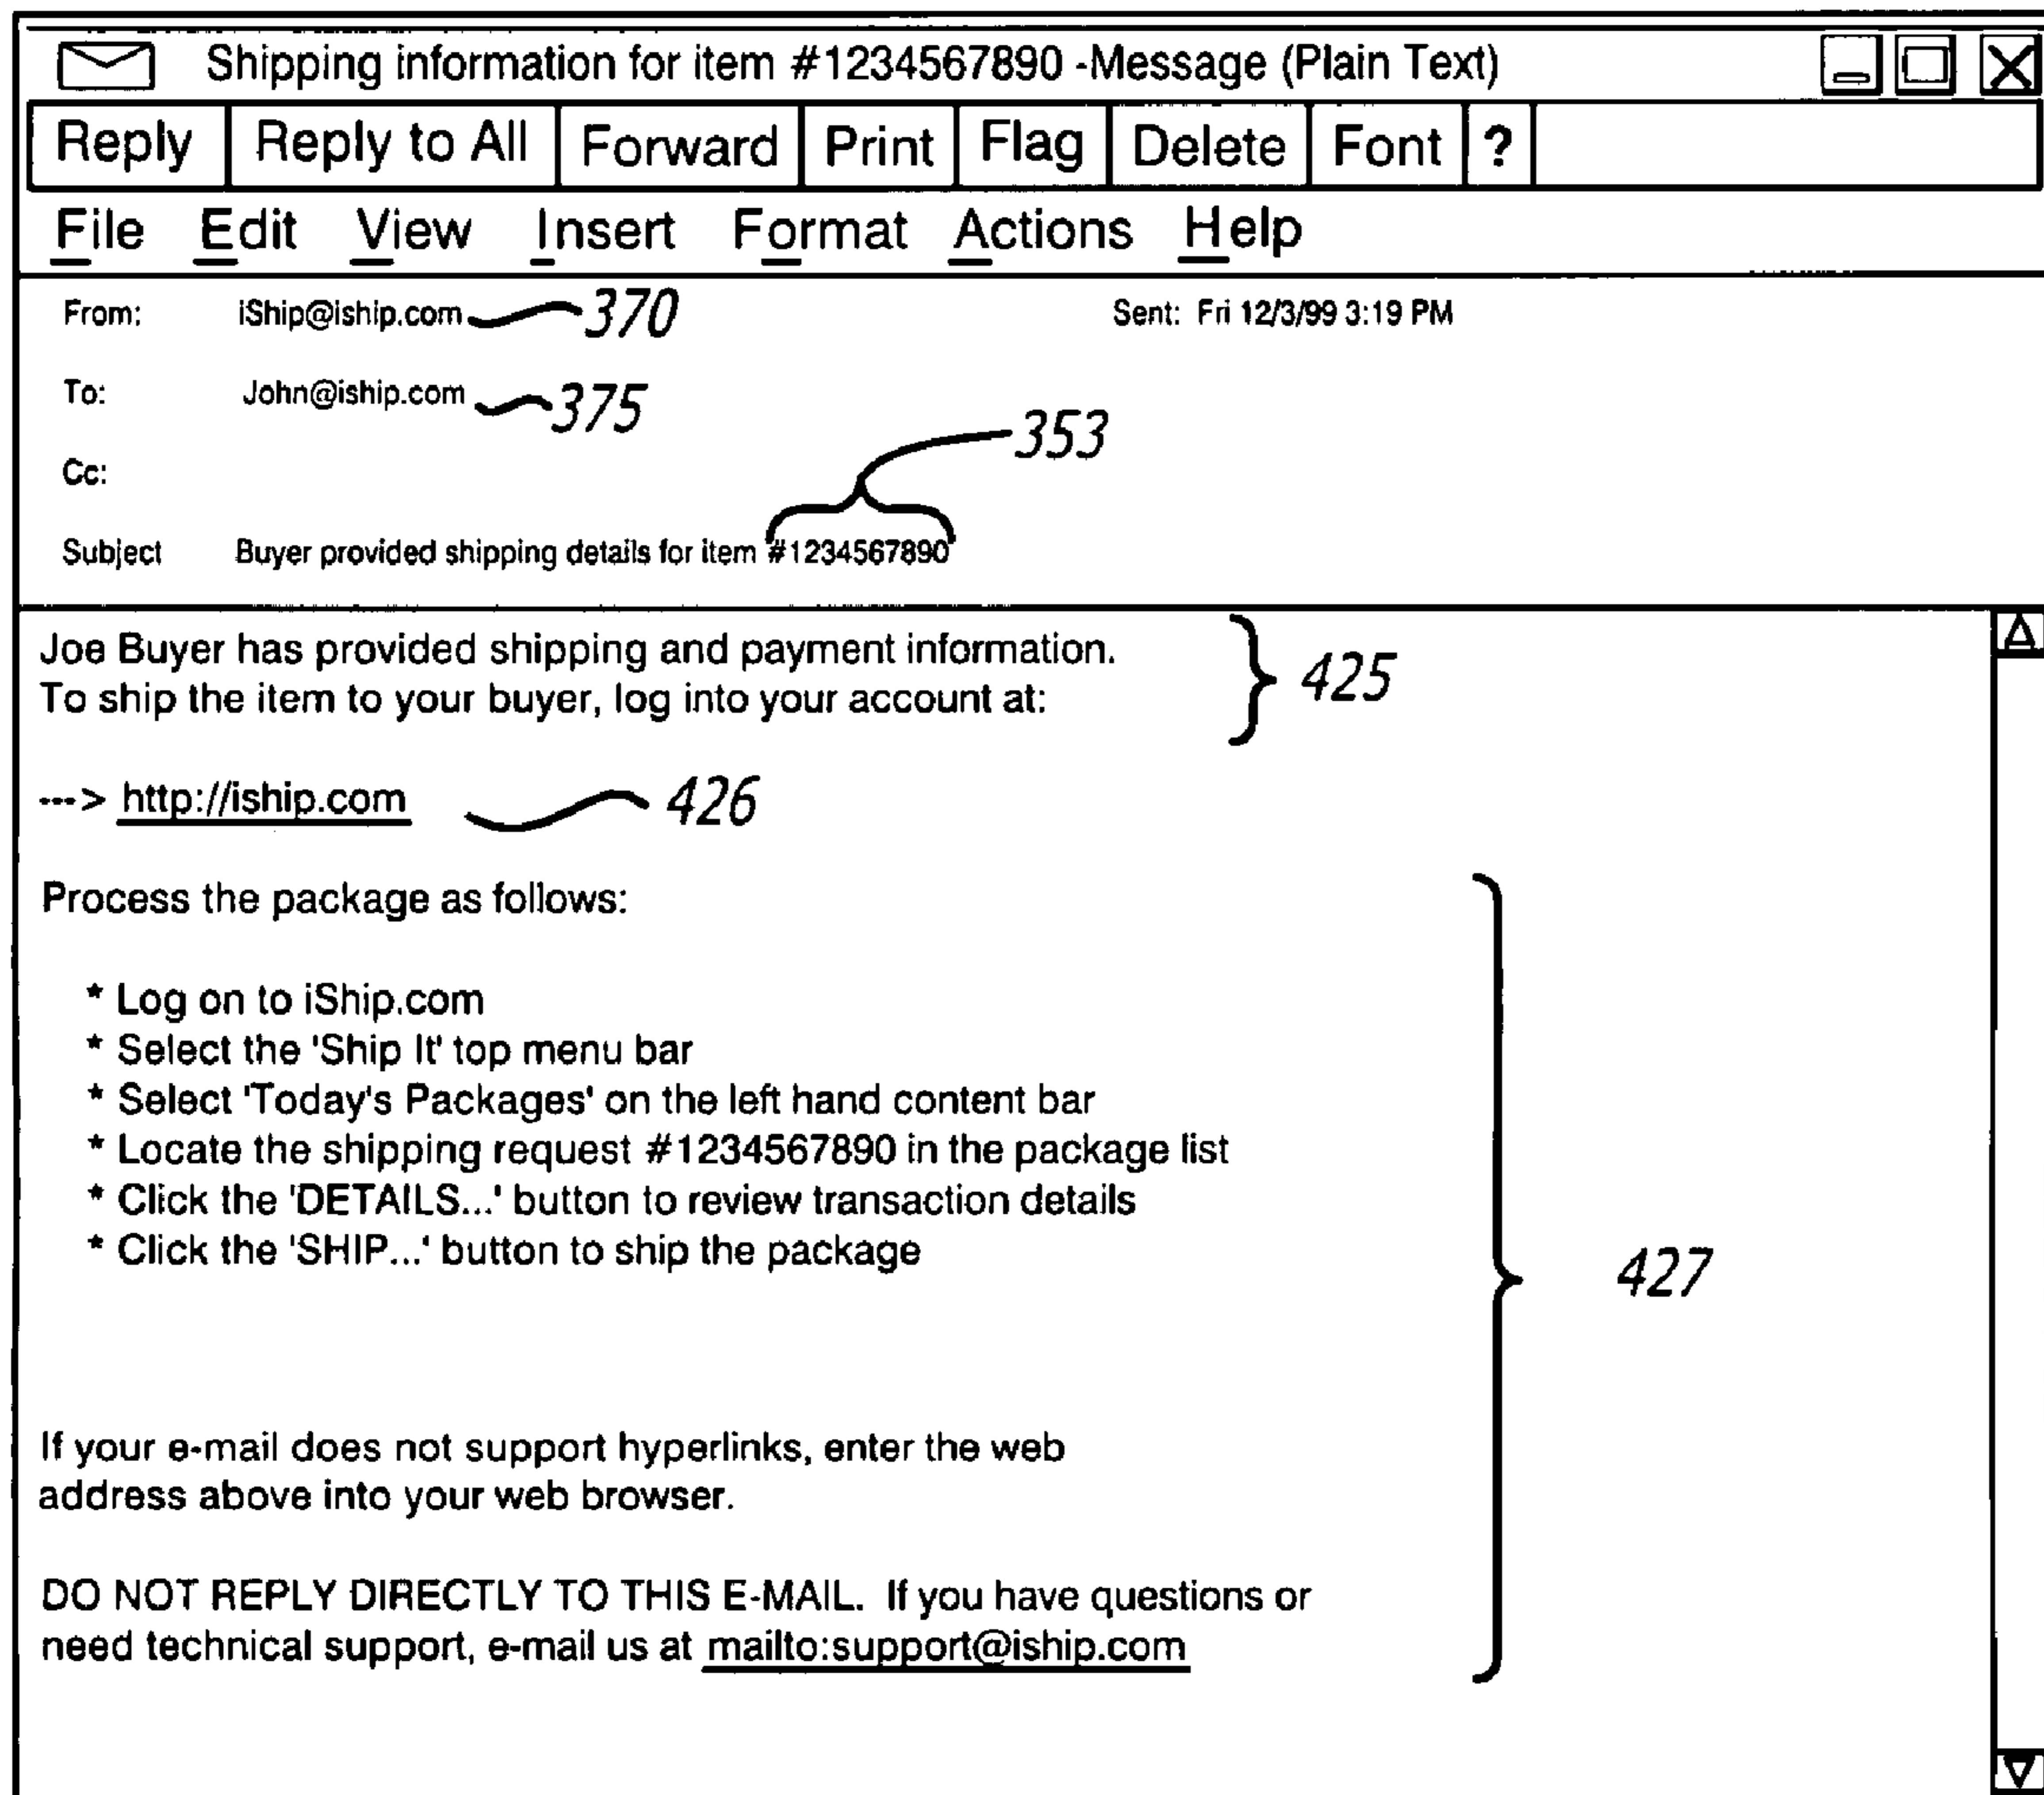 Shipping information for item #1234567890 -Message (Plain Text)
Reply Reply to All Forward Print Flag Delete Font ?
File Edit View Insert Format Actions Help
From: iShip@iship.com 370 Sent: Fri 12/3/99 3:19 PM
To: John@iship.com 375
353
Cc:
Subject Buyer provided shipping details for item #1234567890
Joe Buyer has provided shipping and payment information.
To ship the item to your buyer, log into your account at:
425
---> http://iship.com 426
Process the package as follows:
* Log on to iShip.com
* Select the 'Ship It' top menu bar
* Select 'Today's Packages' on the left hand content bar
* Locate the shipping request #1234567890 in the package list
* Click the 'DETAILS...' button to review transaction details
* Click the 'SHIP...' button to ship the package
427
If your e-mail does not support hyperlinks, enter the web
address above into your web browser.
DO NOT REPLY DIRECTLY TO THIS E-MAIL. If you have questions or
need technical support, e-mail us at mailto:support@iship.com